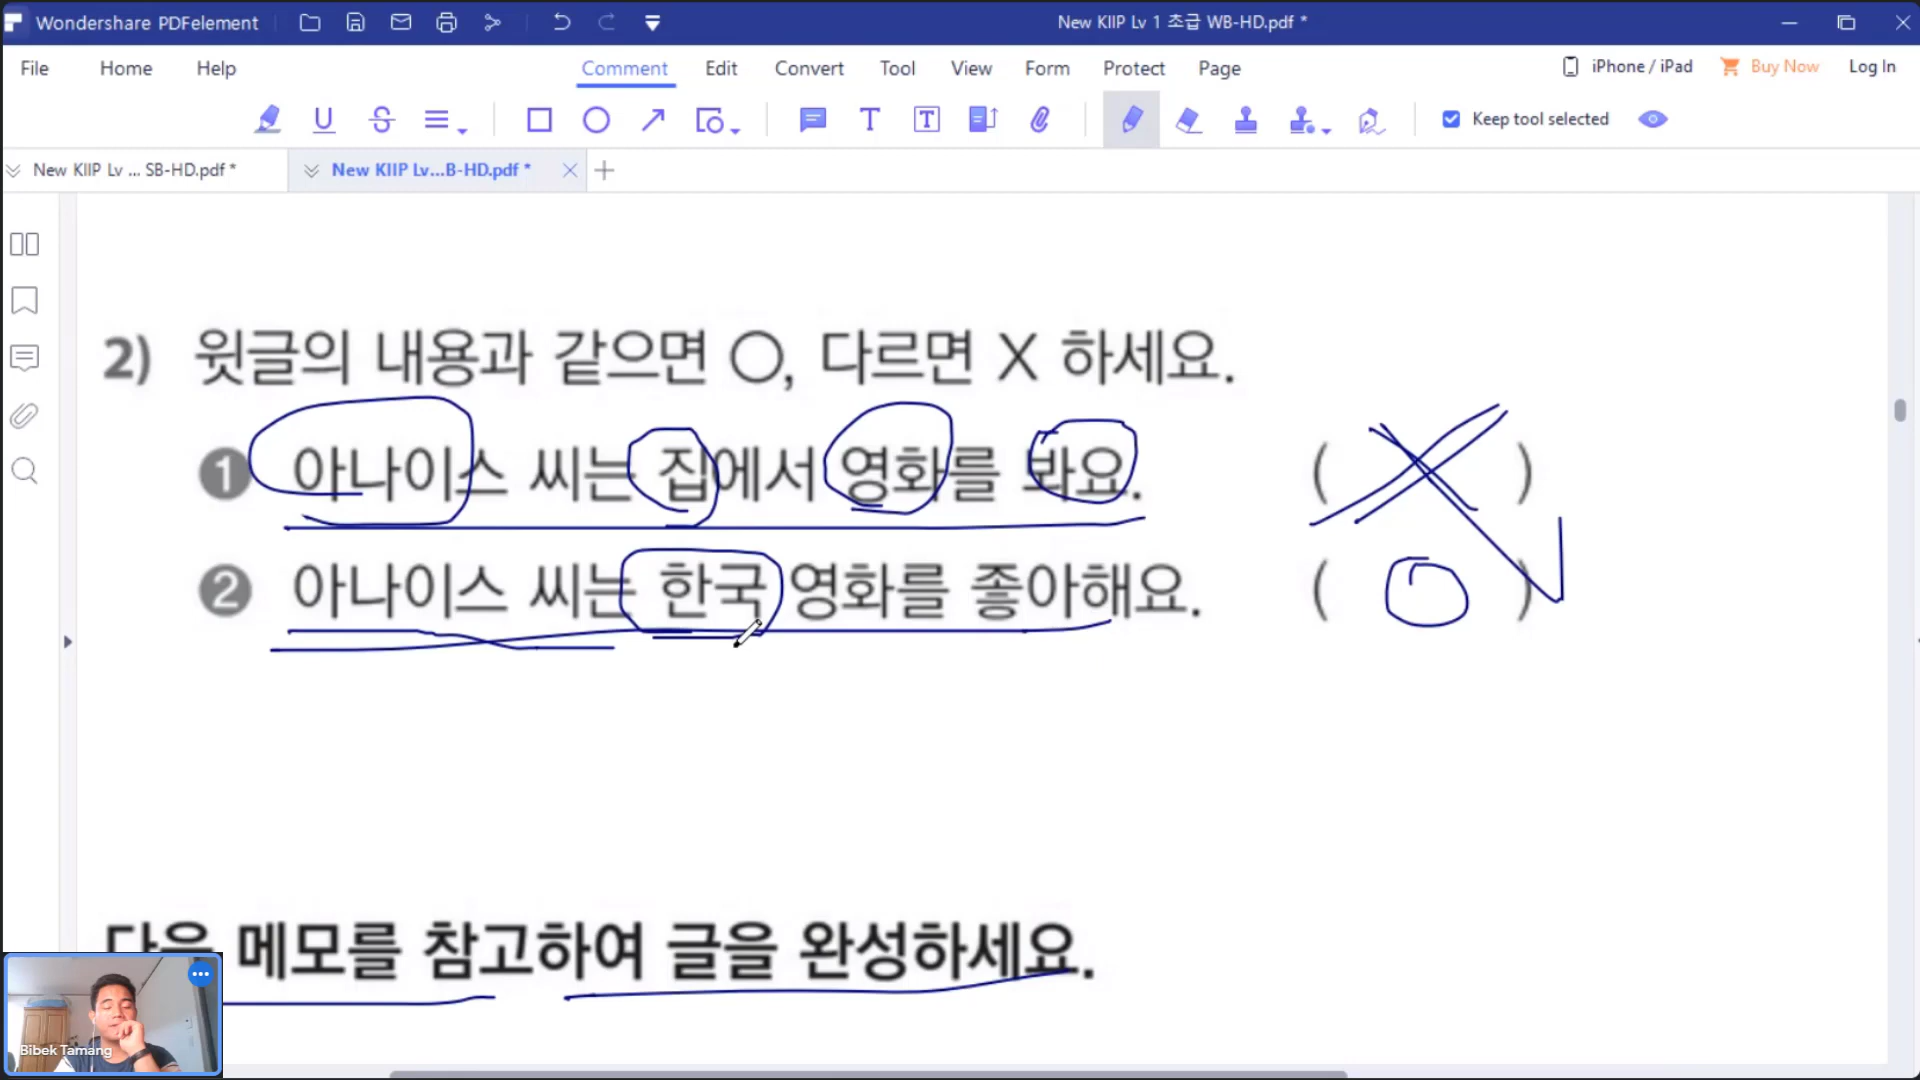 Wondershare PDFelement
New KIIP Lv 1 초급 WB-HD.pdf *
File Home Help Comment Edit Convert Tool View Form Protect Page iPhone / iPad Buy Now Log In
Keep tool selected
New KIIP Lv ... SB-HD.pdf *
New KIIP Lv...B-HD.pdf *
2) 윗글의 내용과 같으면 ○, 다르면 X 하세요.
❶ 아나이스 씨는 집에서 영화를 봐요. ( X )
❷ 아나이스 씨는 한국 영화를 좋아해요. ( O )
다음 메모를 참고하여 글을 완성하세요.
Bibek Tamang